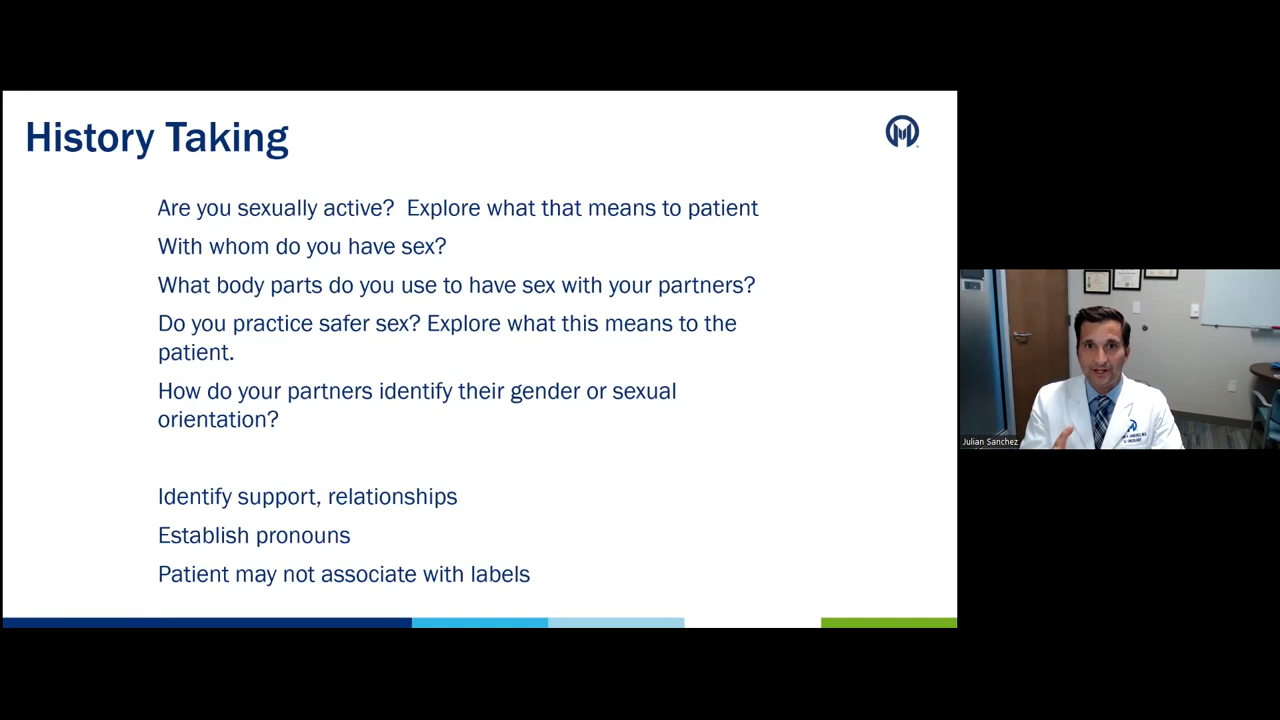 History Taking
Are you sexually active?  Explore what that means to patient
With whom do you have sex?
What body parts do you use to have sex with your partners?
Do you practice safer sex? Explore what this means to the
patient.
How do your partners identify their gender or sexual
orientation?
Identify support, relationships
Establish pronouns
Patient may not associate with labels
Julian Sanchez